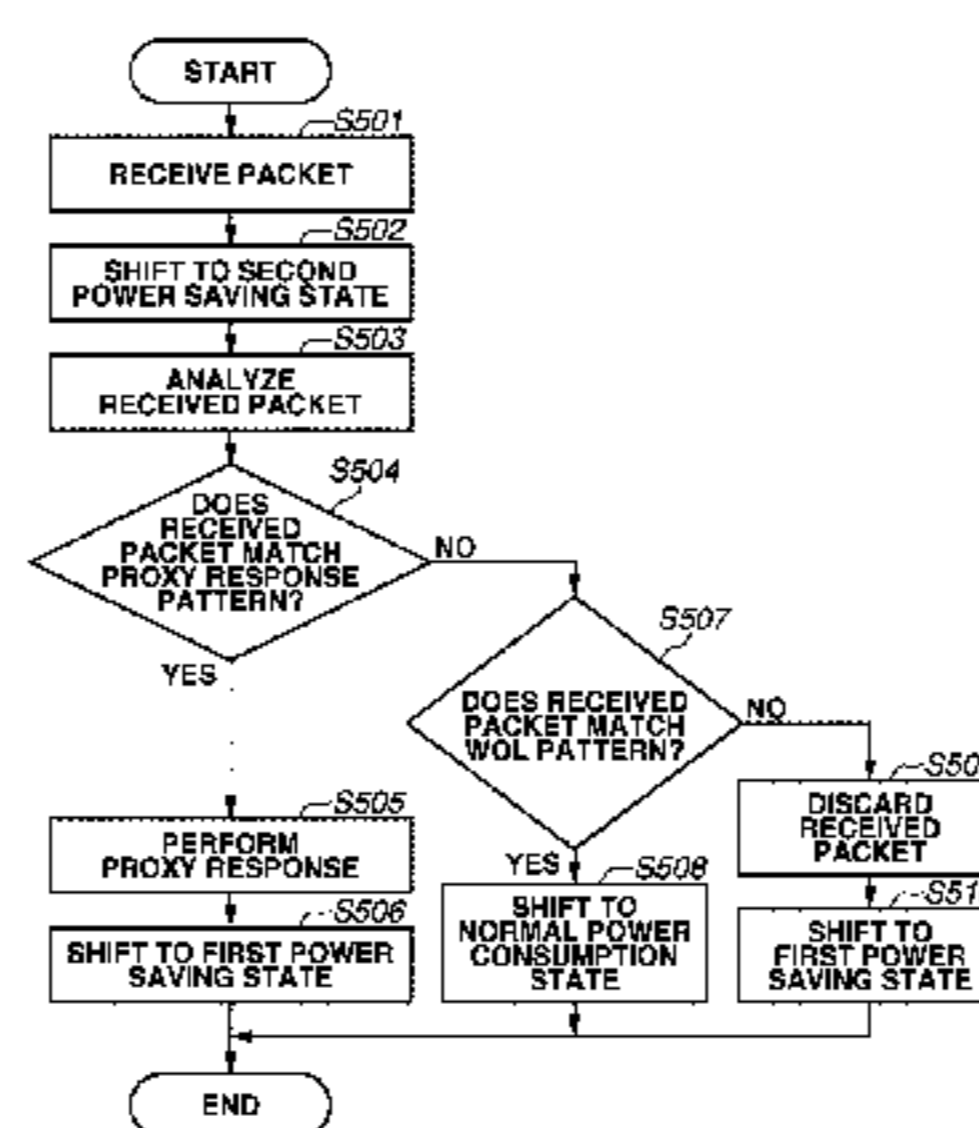 START
S501
RECEIVE PACKET
S502
SHIFT TO SECOND
POWER SAVING STATE
S503
ANALYZE
RECEIVED PACKET
S504
DOES
RECEIVED
PACKET MATCH
PROXY RESPONSE
PATTERN?
NO
YES
S507
DOES RECEIVED
PACKET MATCH
WOL PATTERN?
NO
YES
S505
PERFORM
PROXY RESPONSE
S506
SHIFT TO FIRST POWER
SAVING STATE
S508
SHIFT TO
NORMAL POWER
CONSUMPTION
STATE
S50
DISCARD
RECEIVED
PACKET
S51
SHIFT TO
FIRST POWER
SAVING STATE
END